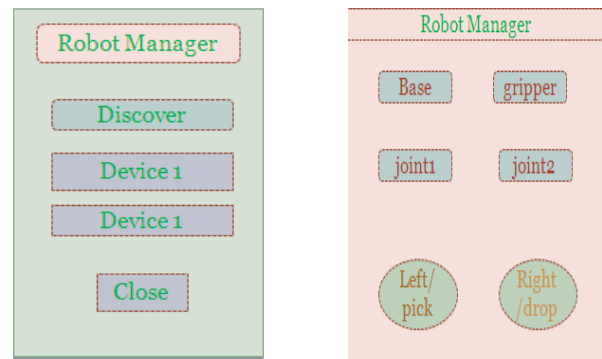 Robot Manager
Discover
Device 1
Device 1
Close
Robot Manager
Base
gripper
joint1
joint2
Left/
pick
Right
/drop